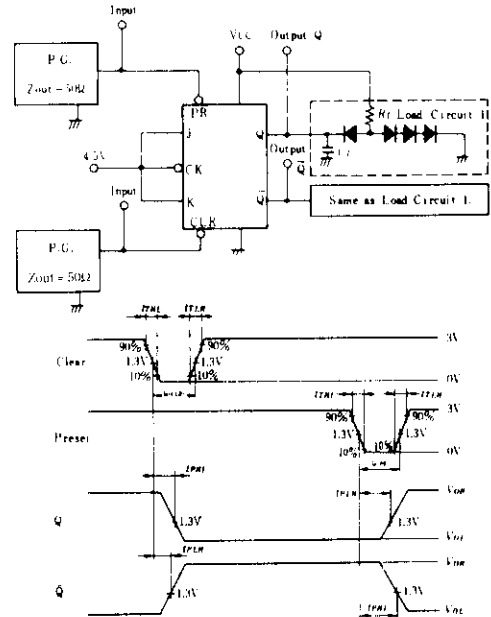 Input
P.G.
Zout = 50Ω
VCC
Output Q
PR
J
4.5V
CK
K
CLR
Q
Q̄
RL Load Circuit 1
CL
Output
Q̄
Same as Load Circuit 1.
Input
P.G.
Zout = 50Ω
tTHL
tTLH
Clear
90%
1.3V
10%
90%
1.3V
10%
3V
0V
tTHL
tTLH
Preset
90%
1.3V
10%
90%
1.3V
10%
3V
0V
tPHL
tPLH
Q
1.3V
1.3V
VOH
VOL
tPLH
tPHL
Q̄
1.3V
1.3V
VOH
VOL